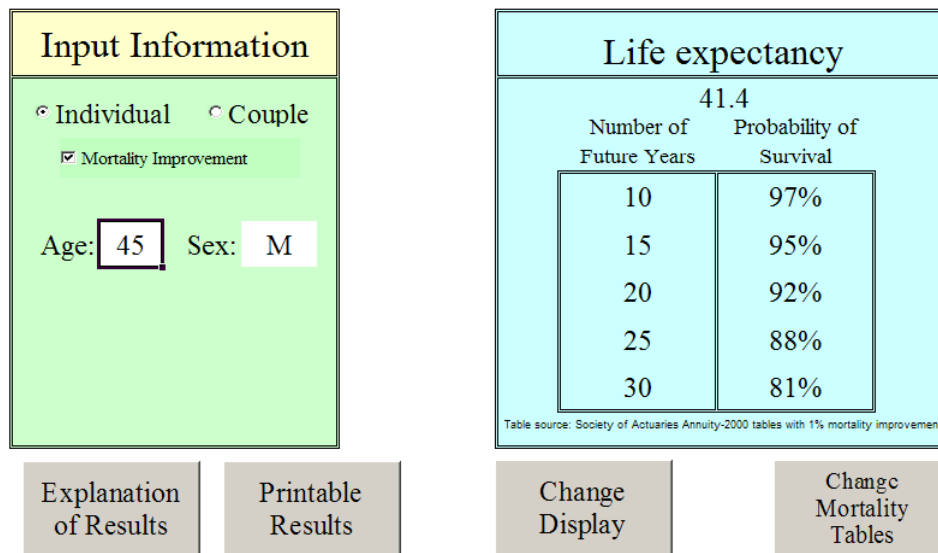 Input Information
Individual Couple
Mortality Improvement
Age: 45 Sex: M
Life expectancy
41.4
Number of Probability of
Future Years Survival
10 97%
15 95%
20 92%
25 88%
30 81%
Table source: Society of Actuaries Annuity-2000 tables with 1% mortality improvemen
Explanation
of Results
Printable
Results
Change
Display
Change
Mortality
Tables